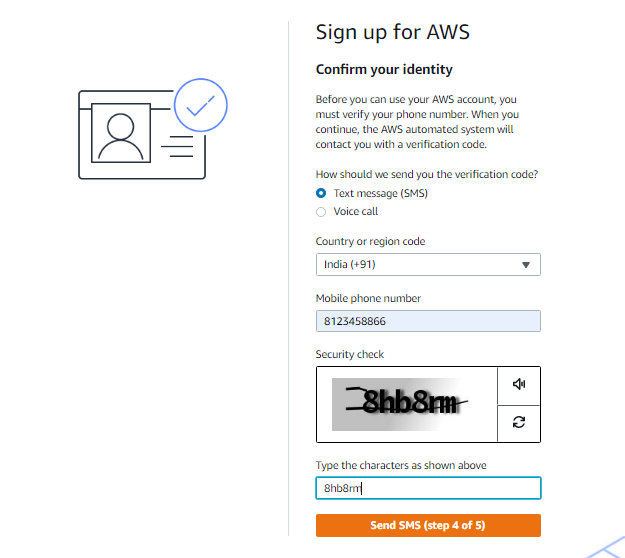 Sign up for AWS
Confirm your identity
Before you can use your AWS account, you
must verify your phone number. When you
continue, the AWS automated system will
contact you with a verification code.
How should we send you the verification code?
Text message (SMS)
Voice call
Country or region code
India (+91)
Mobile phone number
8123458866
Security check
8hb8rm
Type the characters as shown above
8hb8rm
Send SMS (step 4 of 5)